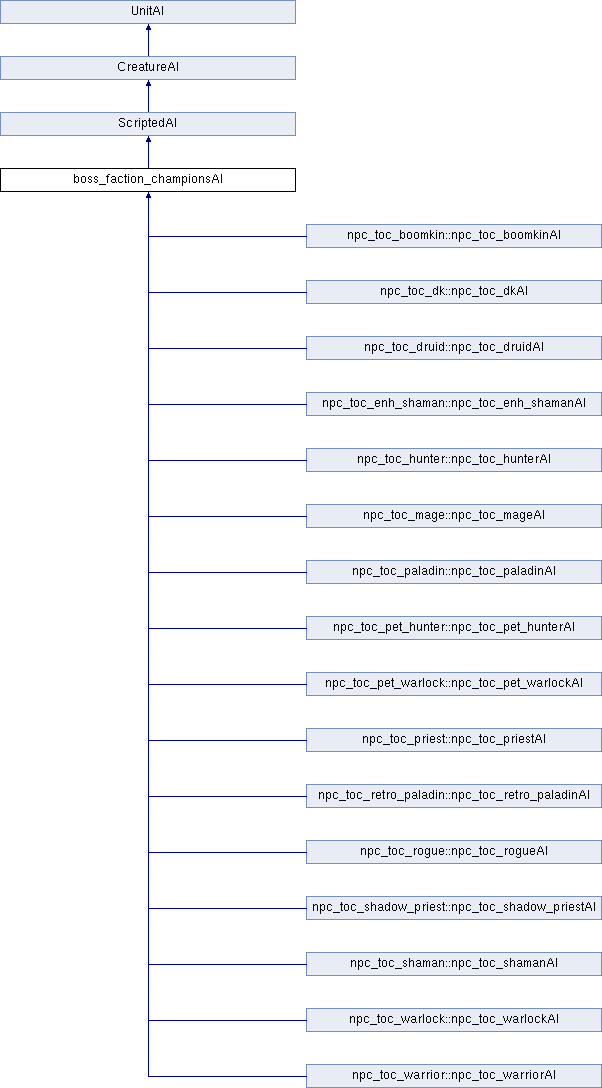 UnitAI
CreatureAI
ScriptedAI
boss_faction_championsAI
npc_toc_boomkin::npc_toc_boomkinAI
npc_toc_dk::npc_toc_dkAI
npc_toc_druid::npc_toc_druidAI
npc_toc_enh_shaman::npc_toc_enh_shamanAI
npc_toc_hunter::npc_toc_hunterAI
npc_toc_mage::npc_toc_mageAI
npc_toc_paladin::npc_toc_paladinAI
npc_toc_pet_hunter::npc_toc_pet_hunterAI
npc_toc_pet_warlock::npc_toc_pet_warlockAI
npc_toc_priest::npc_toc_priestAI
npc_toc_retro_paladin::npc_toc_retro_paladinAI
npc_toc_rogue::npc_toc_rogueAI
npc_toc_shadow_priest::npc_toc_shadow_priestAI
npc_toc_shaman::npc_toc_shamanAI
npc_toc_warlock::npc_toc_warlockAI
npc_toc_warrior::npc_toc_warriorAI